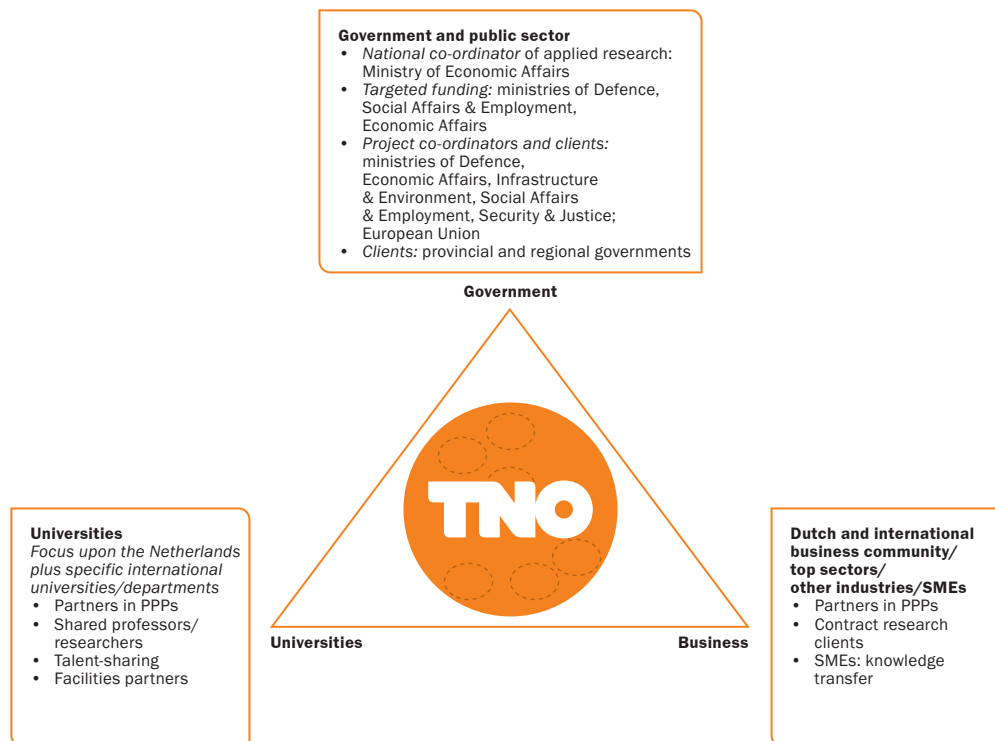 Government and public sector
• National co-ordinator of applied research:
Ministry of Economic Affairs
• Targeted funding: ministries of Defence,
Social Affairs & Employment,
Economic Affairs
• Project co-ordinators and clients:
ministries of Defence,
Economic Affairs, Infrastructure
& Environment, Social Affairs
& Employment, Security & Justice;
European Union
• Clients: provincial and regional governments
Government
TNO
Universities
Focus upon the Netherlands
plus specific international
universities/departments
• Partners in PPPs
• Shared professors/
researchers
• Talent-sharing
• Facilities partners
Universities
Business
Dutch and international
business community/
top sectors/
other industries/SMEs
• Partners in PPPs
• Contract research
clients
• SMEs: knowledge
transfer